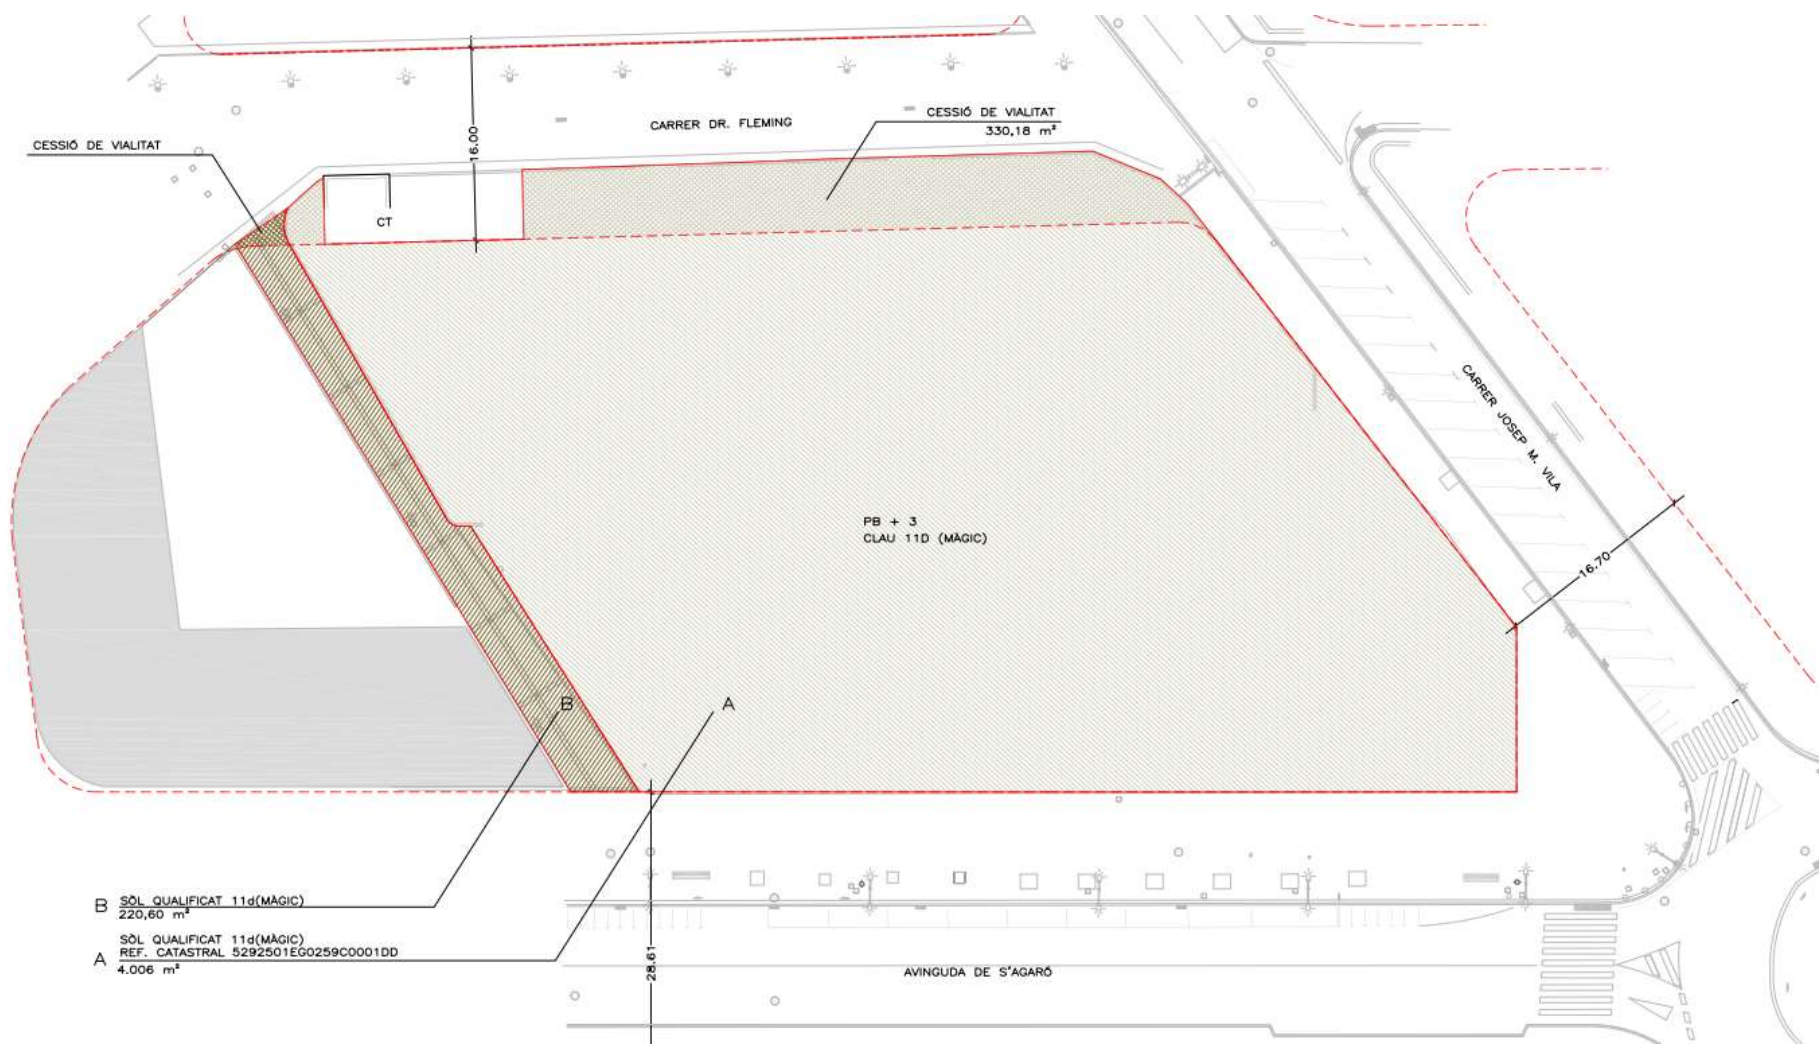 CARRER DR. FLEMING
CESSIÓ DE VIALITAT
330,18 m²
CESSIÓ DE VIALITAT
16.00
CT
CARRER JOSEP M. VILA
PB + 3
CLAU 11D (MÀGIC)
16.70
B
A
B SÒL QUALIFICAT 11d(MÀGIC)
220,60 m²
SÒL QUALIFICAT 11d(MÀGIC)
A REF. CATASTRAL 5292501EG0259C0001DD
4.006 m²
28.61
AVINGUDA DE S'AGARÓ